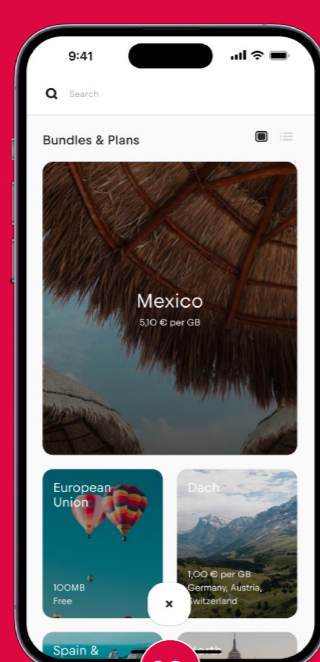 9:41
Search
Bundles & Plans
Mexico
5,10 € per GB
European
Union
100MB
Free
Dach
1,00 € per GB
Germany, Austria,
Switzerland
Spain &
North